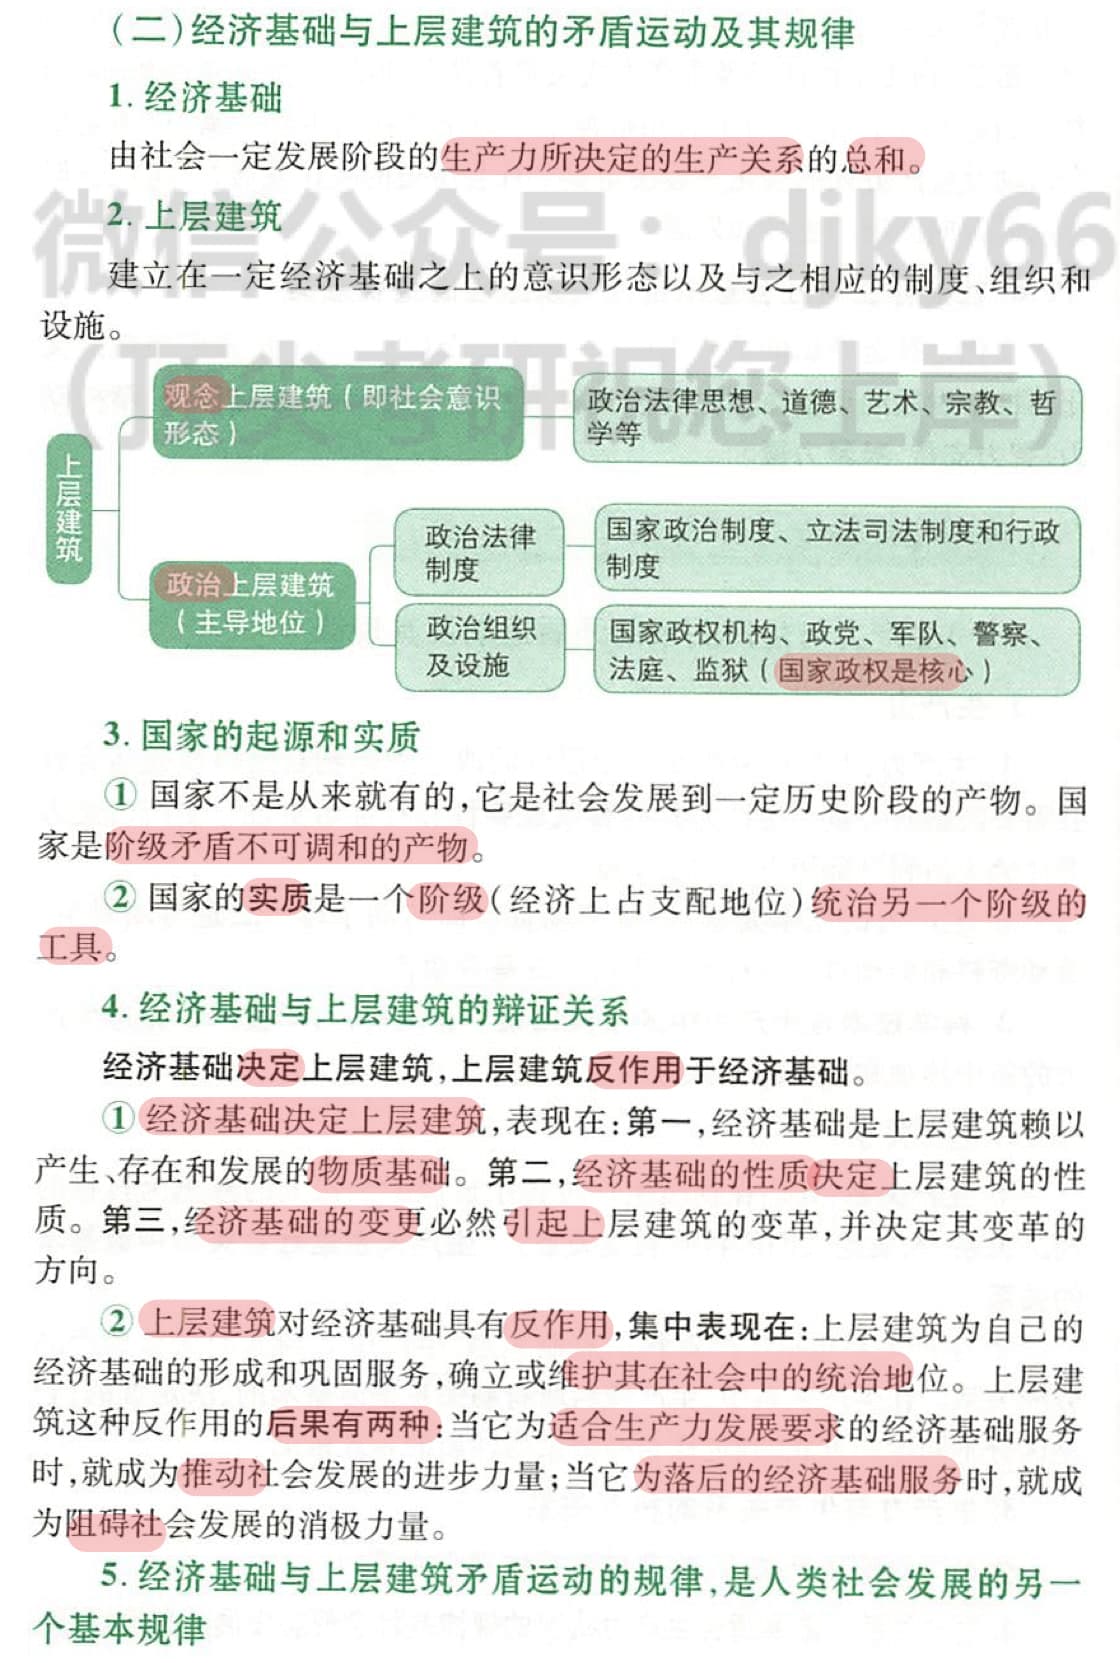 （二）经济基础与上层建筑的矛盾运动及其规律
1. 经济基础
由社会一定发展阶段的生产力所决定的生产关系的总和。
微信公众号：djky66
2. 上层建筑
建立在一定经济基础之上的意识形态以及与之相应的制度、组织和
设施。
（顶尖考研祝您上岸）
上层建筑
观念上层建筑（即社会意识
形态）
政治法律思想、道德、艺术、宗教、哲
学等
政治上层建筑
（主导地位）
政治法律
制度
国家政治制度、立法司法制度和行政
制度
政治组织
及设施
国家政权机构、政党、军队、警察、
法庭、监狱（国家政权是核心）
3. 国家的起源和实质
① 国家不是从来就有的，它是社会发展到一定历史阶段的产物。国
家是阶级矛盾不可调和的产物。
② 国家的实质是一个阶级（经济上占支配地位）统治另一个阶级的
工具。
4. 经济基础与上层建筑的辩证关系
经济基础决定上层建筑，上层建筑反作用于经济基础。
① 经济基础决定上层建筑，表现在：第一，经济基础是上层建筑赖以
产生、存在和发展的物质基础。第二，经济基础的性质决定上层建筑的性
质。第三，经济基础的变更必然引起上层建筑的变革，并决定其变革的
方向。
② 上层建筑对经济基础具有反作用，集中表现在：上层建筑为自己的
经济基础的形成和巩固服务，确立或维护其在社会中的统治地位。上层建
筑这种反作用的后果有两种：当它为适合生产力发展要求的经济基础服务
时，就成为推动社会发展的进步力量；当它为落后的经济基础服务时，就成
为阻碍社会发展的消极力量。
5. 经济基础与上层建筑矛盾运动的规律，是人类社会发展的另一
个基本规律